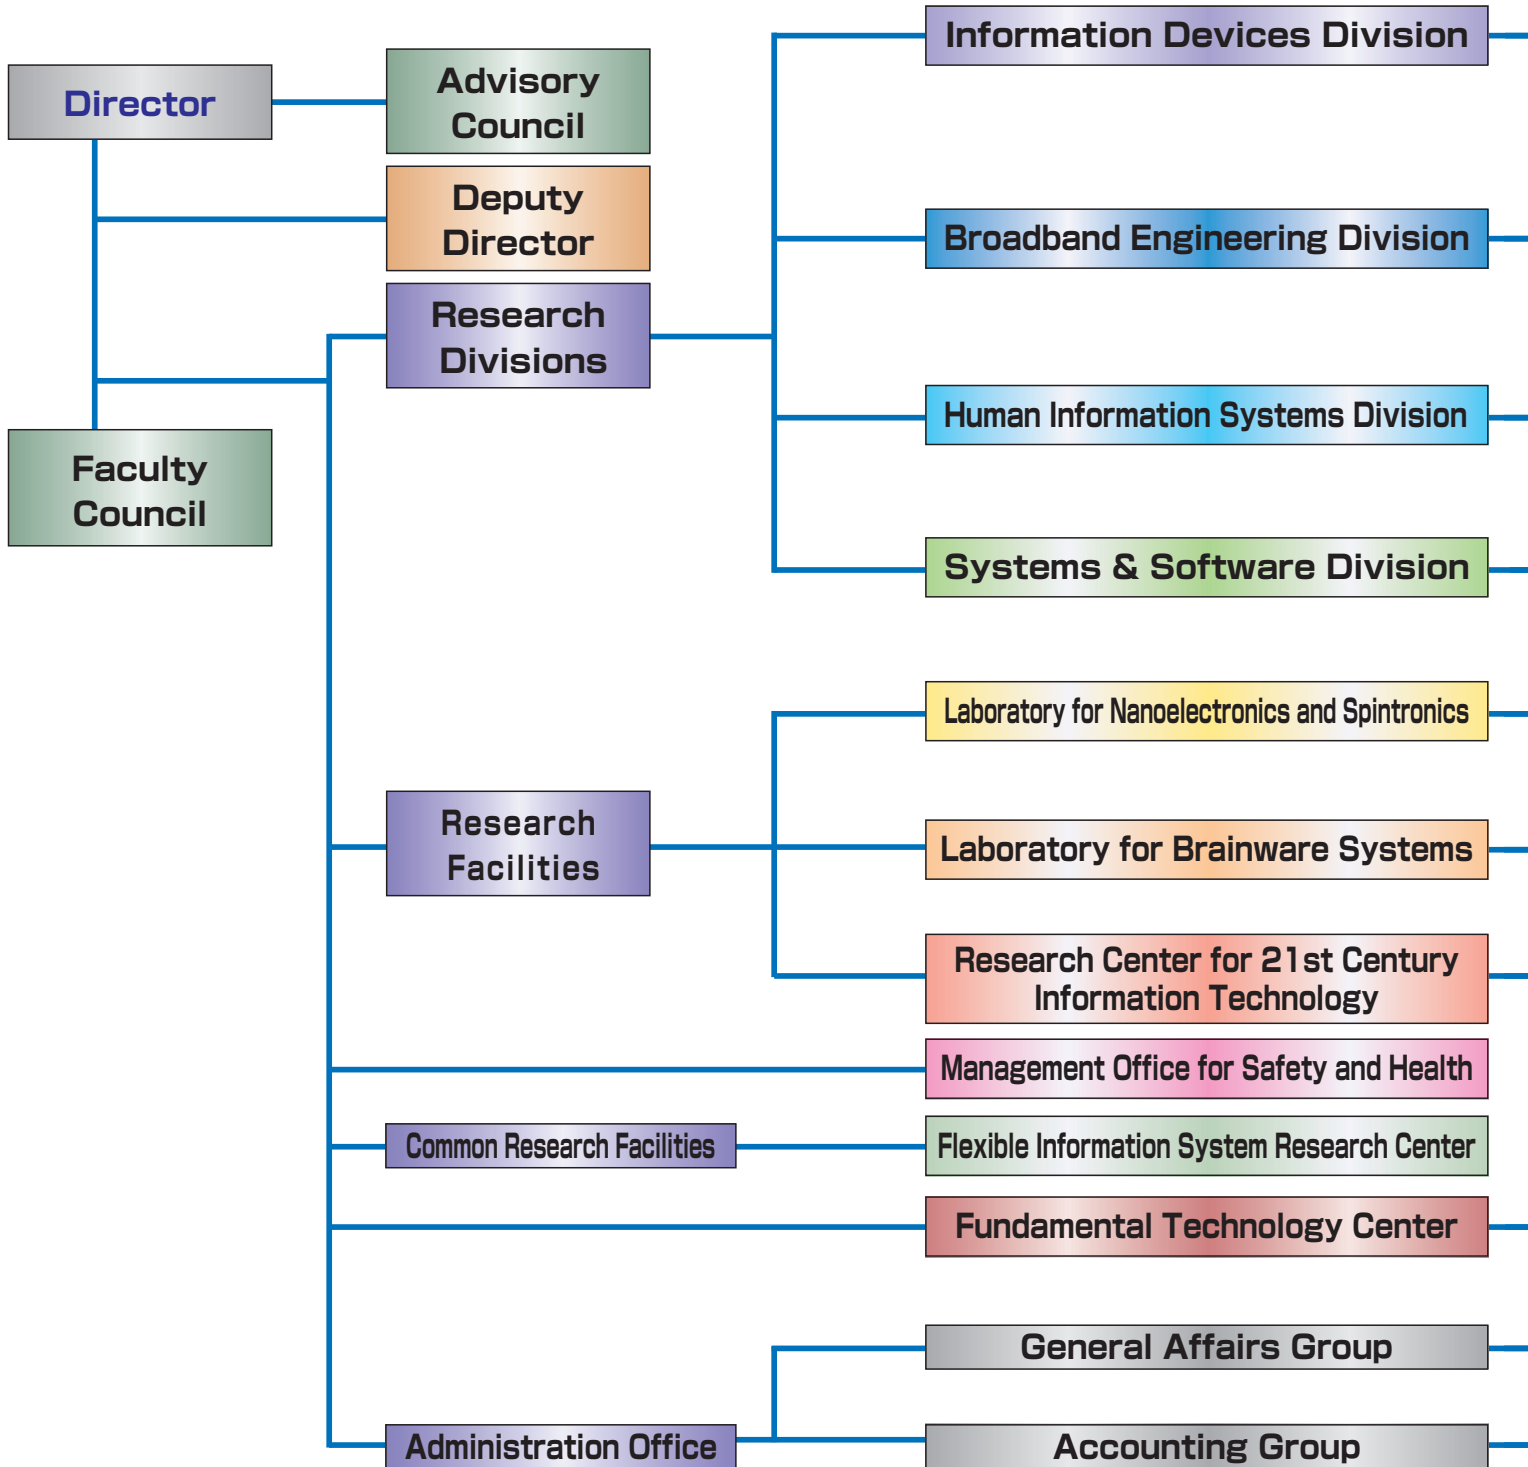 Director
Advisory
Council
Deputy
Director
Research
Divisions
Faculty
Council
Information Devices Division
Broadband Engineering Division
Human Information Systems Division
Systems & Software Division
Research
Facilities
Laboratory for Nanoelectronics and Spintronics
Laboratory for Brainware Systems
Research Center for 21st Century
Information Technology
Management Office for Safety and Health
Common Research Facilities
Flexible Information System Research Center
Fundamental Technology Center
Administration Office
General Affairs Group
Accounting Group